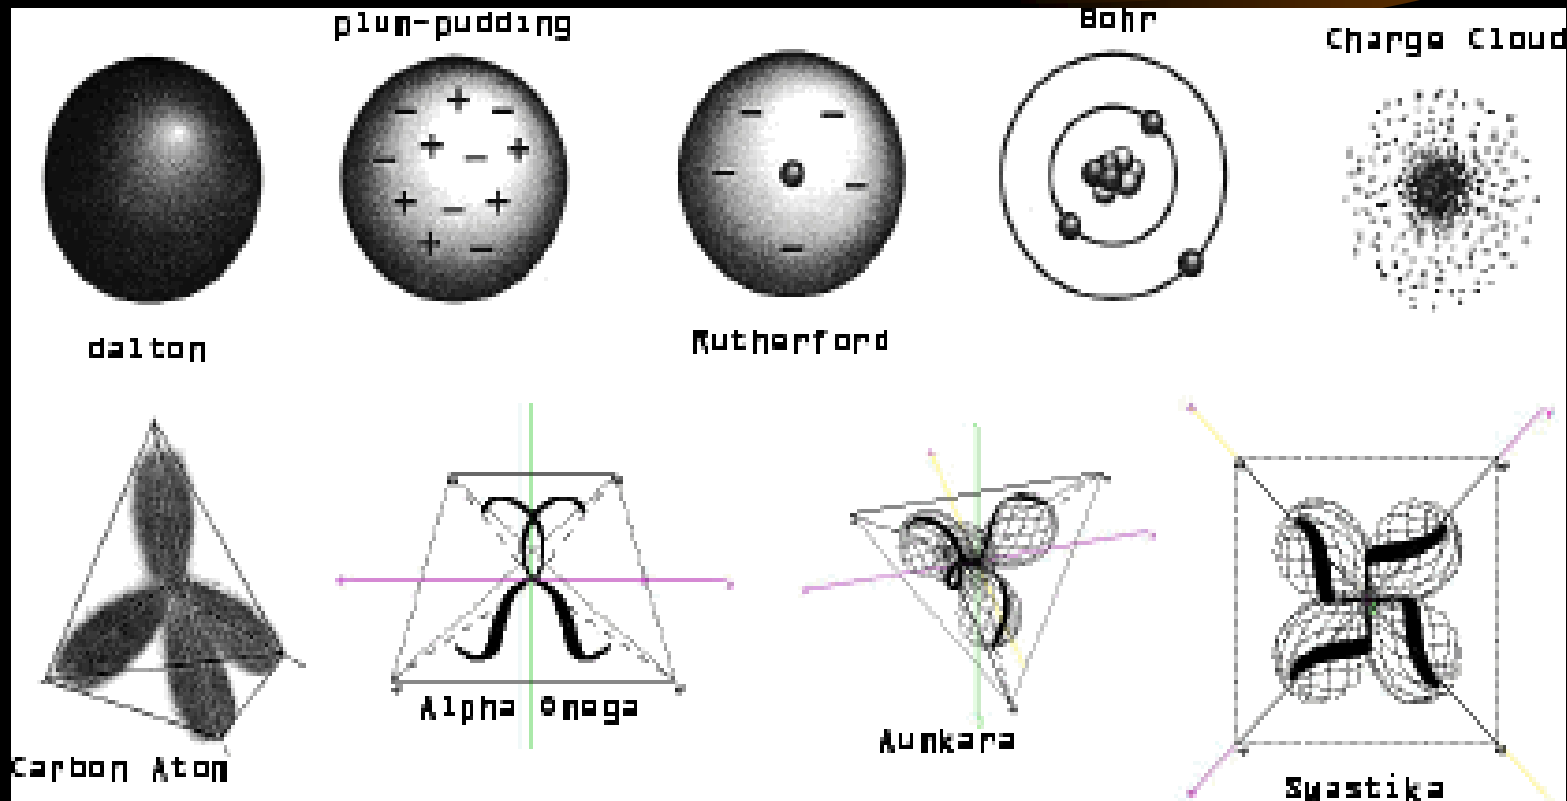 plum-pudding
Bohr
Charge Cloud
dalton
Rutherford
Carbon Atom
Alpha Omega
Aumkara
Swastika